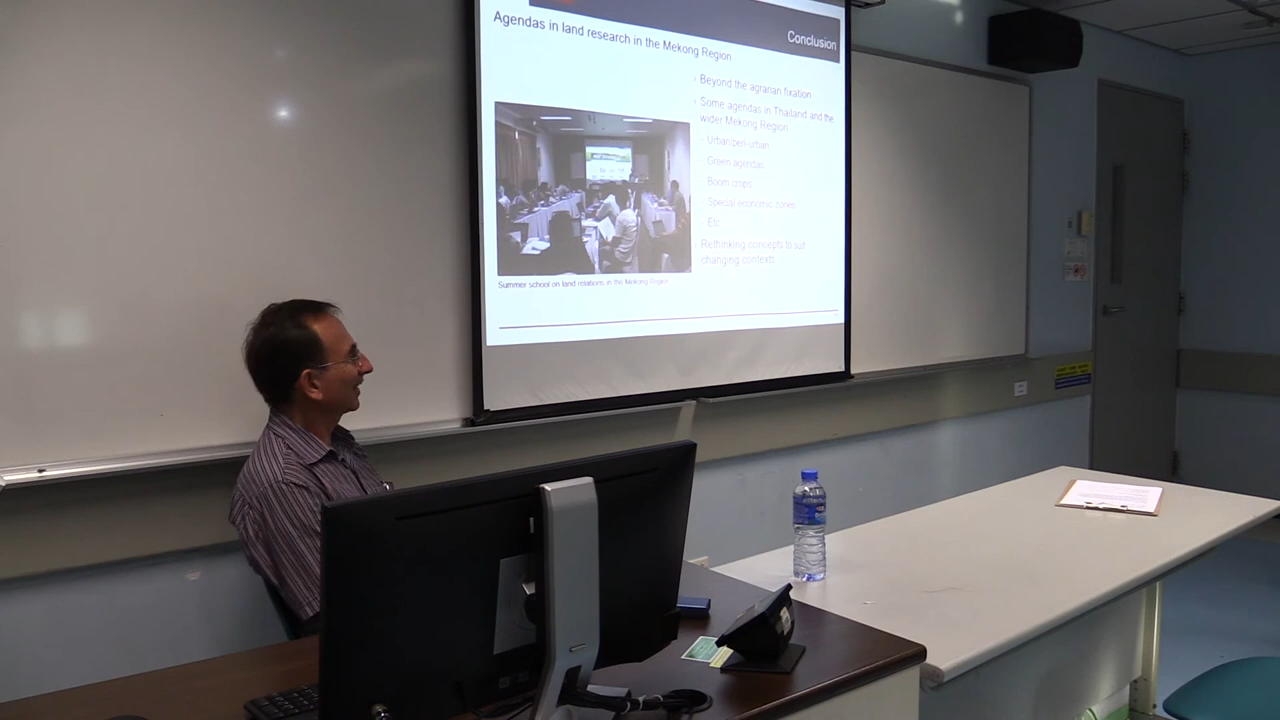 Conclusion
Agendas in land research in the Mekong Region
Beyond the agrarian fixation
Some agendas in Thailand and the
wider Mekong Region
Urban/peri-urban
Green agendas
Boom crops
Special economic zones
Etc
Rethinking concepts to suit
changing contexts
Summer school on land relations in the Mekong Region